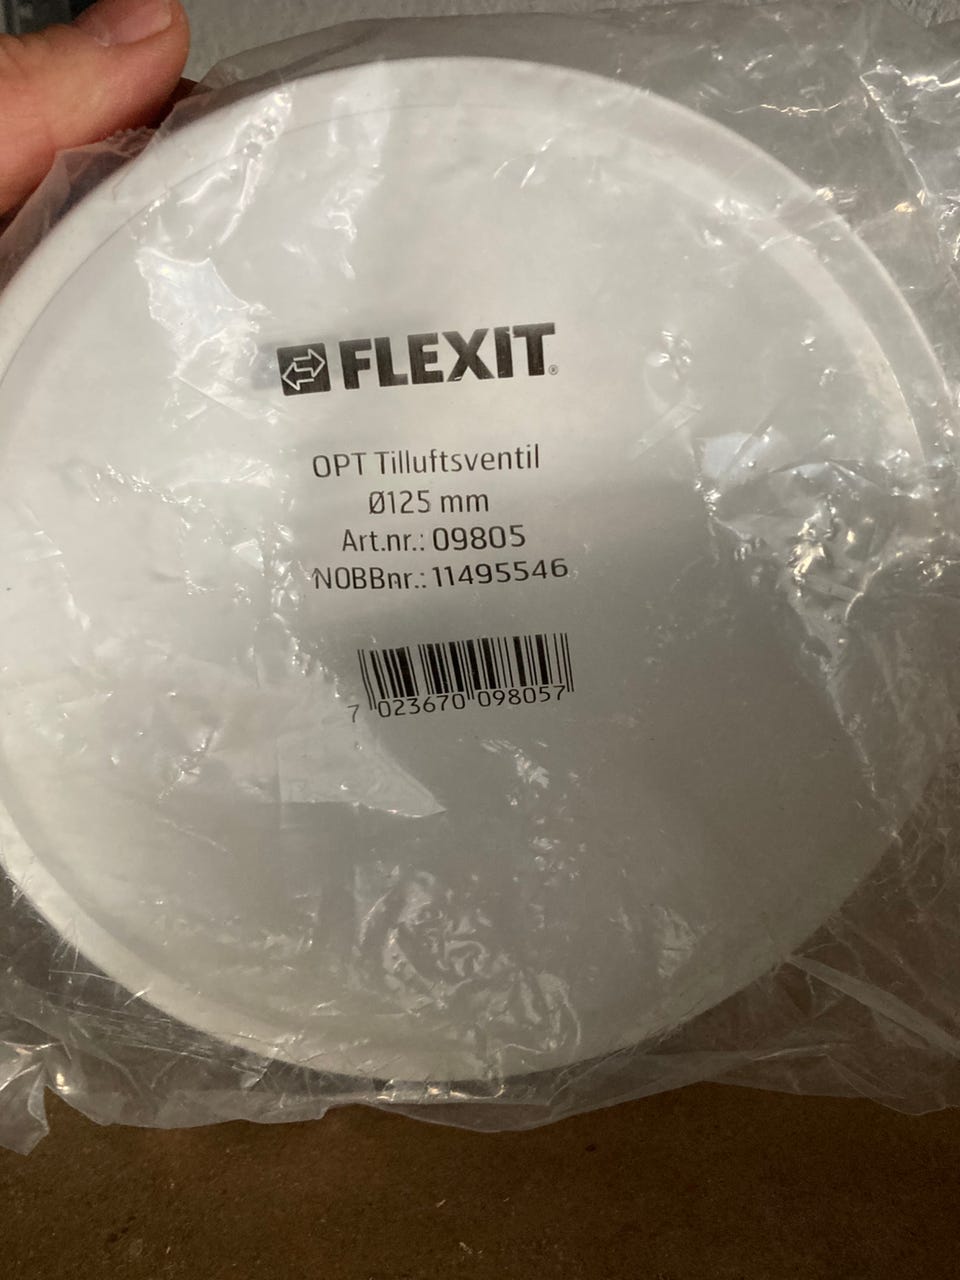 FLEXIT®
OPT Tilluftsventil
Ø125 mm
Art.nr.: 09805
NOBBnr.: 11495546
7 023670 098057